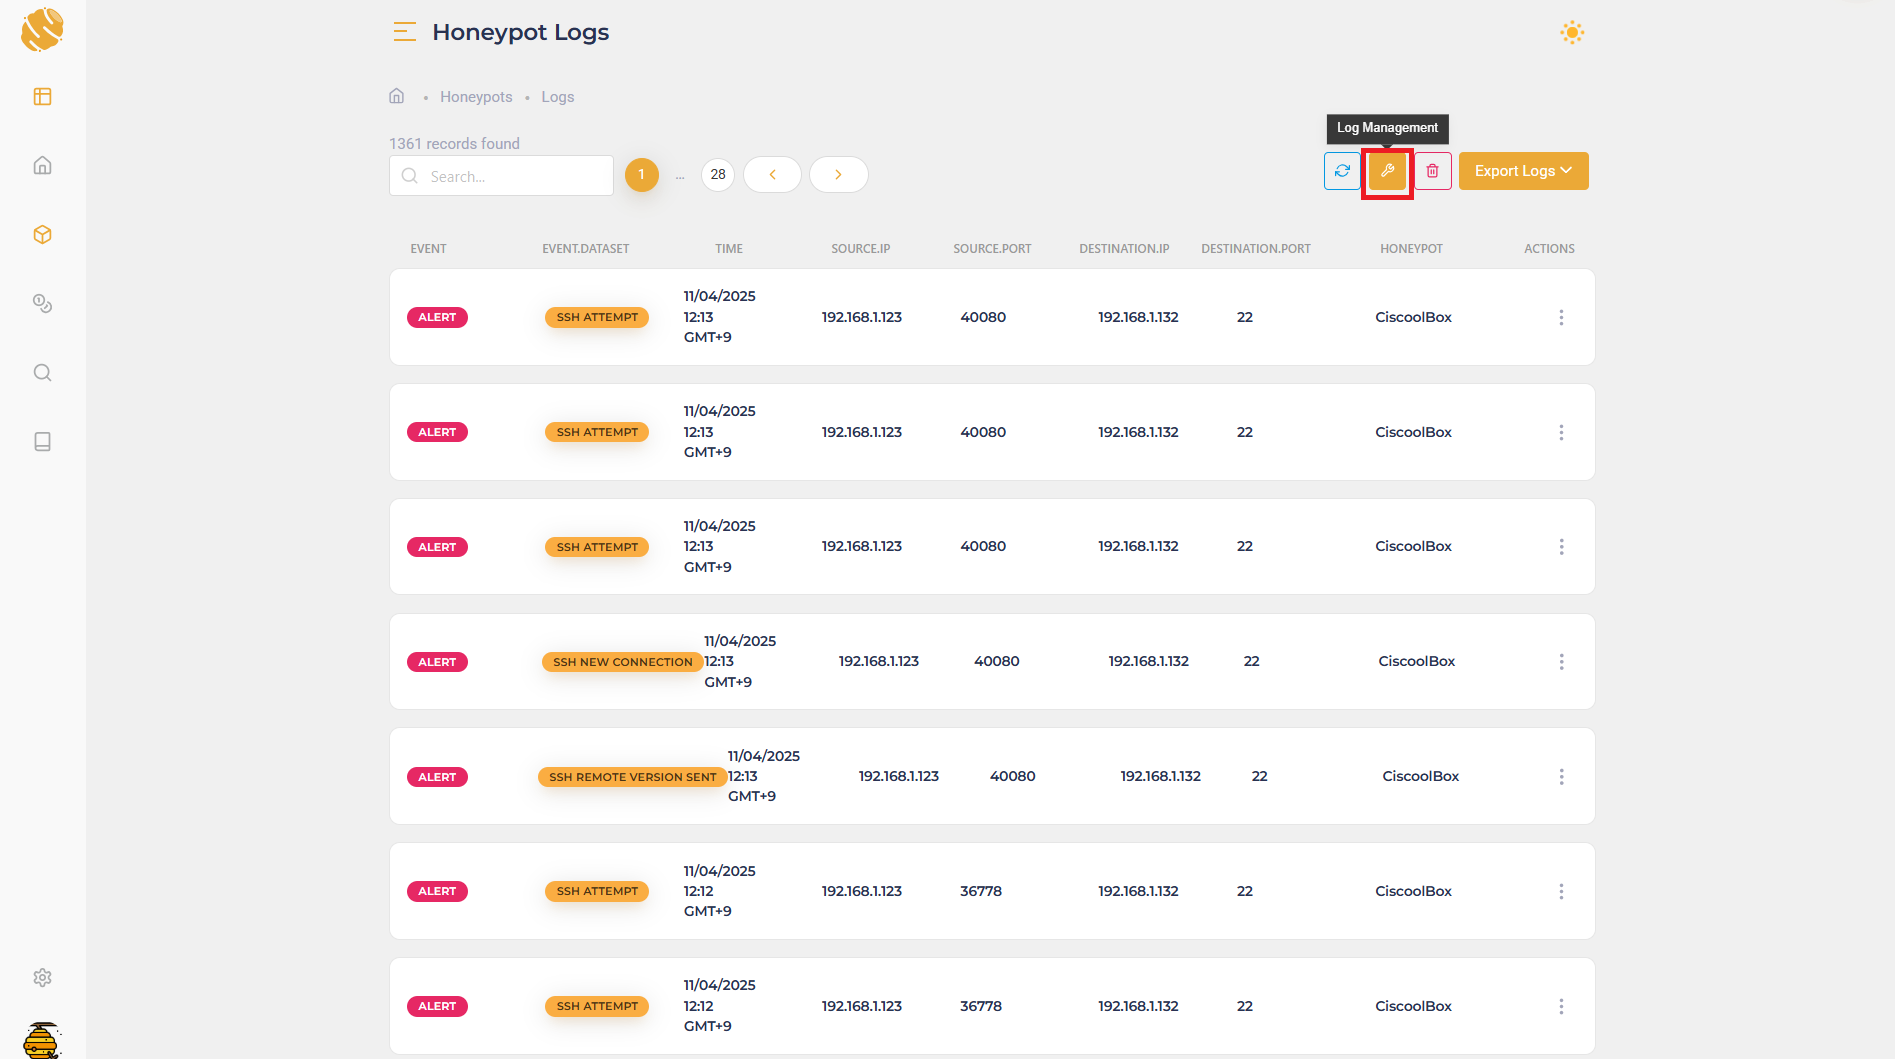 Honeypot Logs
Honeypots • Logs
1361 records found
Log Management
Search...
1 ... 28
Export Logs
EVENT EVENT.DATASET TIME SOURCE.IP SOURCE.PORT DESTINATION.IP DESTINATION.PORT HONEYPOT ACTIONS
11/04/2025
ALERT SSH ATTEMPT 12:13 192.168.1.123 40080 192.168.1.132 22 CiscoolBox
GMT+9
11/04/2025
ALERT SSH ATTEMPT 12:13 192.168.1.123 40080 192.168.1.132 22 CiscoolBox
GMT+9
11/04/2025
ALERT SSH ATTEMPT 12:13 192.168.1.123 40080 192.168.1.132 22 CiscoolBox
GMT+9
11/04/2025
ALERT SSH NEW CONNECTION 12:13 192.168.1.123 40080 192.168.1.132 22 CiscoolBox
GMT+9
11/04/2025
ALERT SSH REMOTE VERSION SENT 12:13 192.168.1.123 40080 192.168.1.132 22 CiscoolBox
GMT+9
11/04/2025
ALERT SSH ATTEMPT 12:12 192.168.1.123 36778 192.168.1.132 22 CiscoolBox
GMT+9
11/04/2025
ALERT SSH ATTEMPT 12:12 192.168.1.123 36778 192.168.1.132 22 CiscoolBox
GMT+9